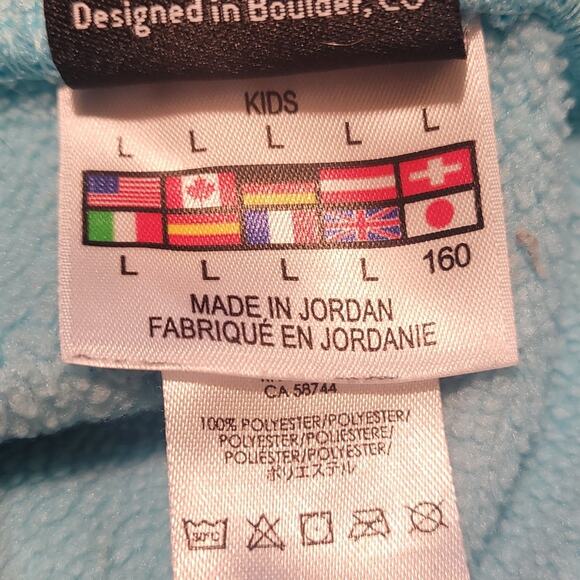 Designed in Boulder, CO
KIDS
L L L L L
L L L L 160
MADE IN JORDAN
FABRIQUÉ EN JORDANIE
CA 58744
100% POLYESTER/POLYESTER/
POLYESTER/POLIESTERE/
POLIÉSTER/POLYESTER
ポリエステル
30°C